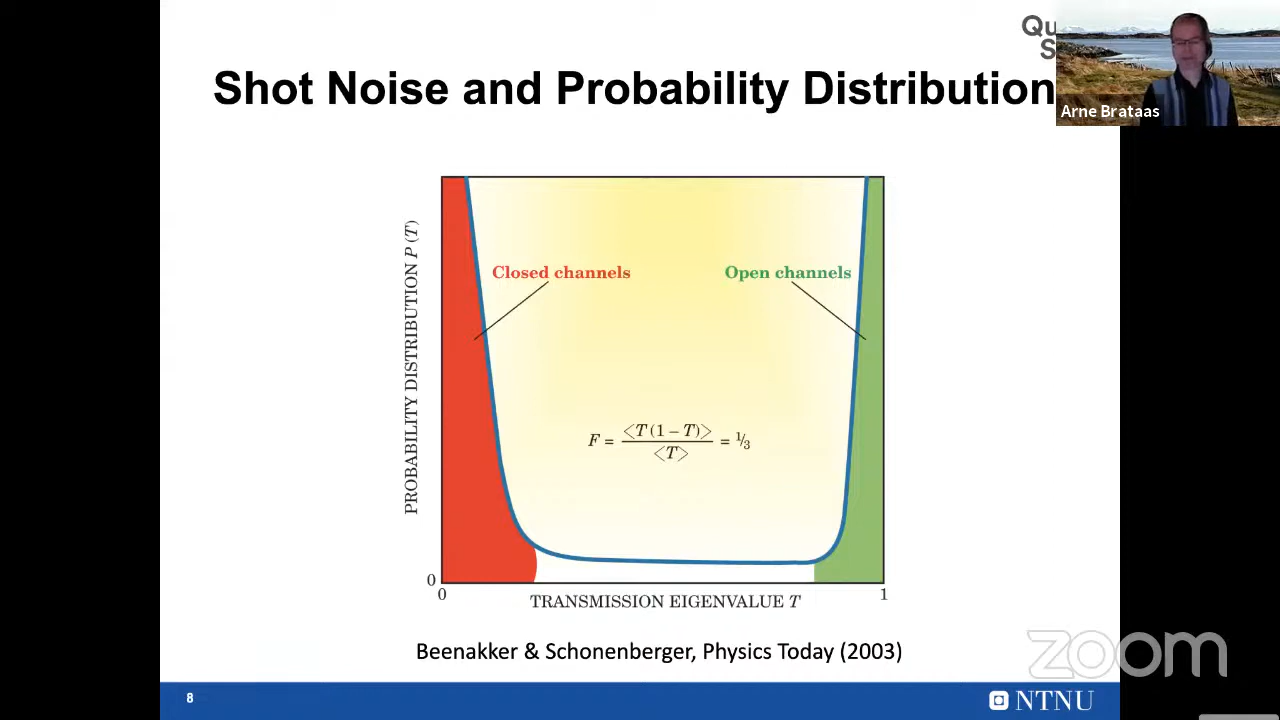 Qu
S
Shot Noise and Probability Distribution
Arne Brataas
PROBABILITY DISTRIBUTION P (T)
Closed channels
Open channels
F = <T (1 – T)> / <T> = 1/3
0
0
1
TRANSMISSION EIGENVALUE T
Beenakker & Schonenberger, Physics Today (2003)
zoom
8
NTNU